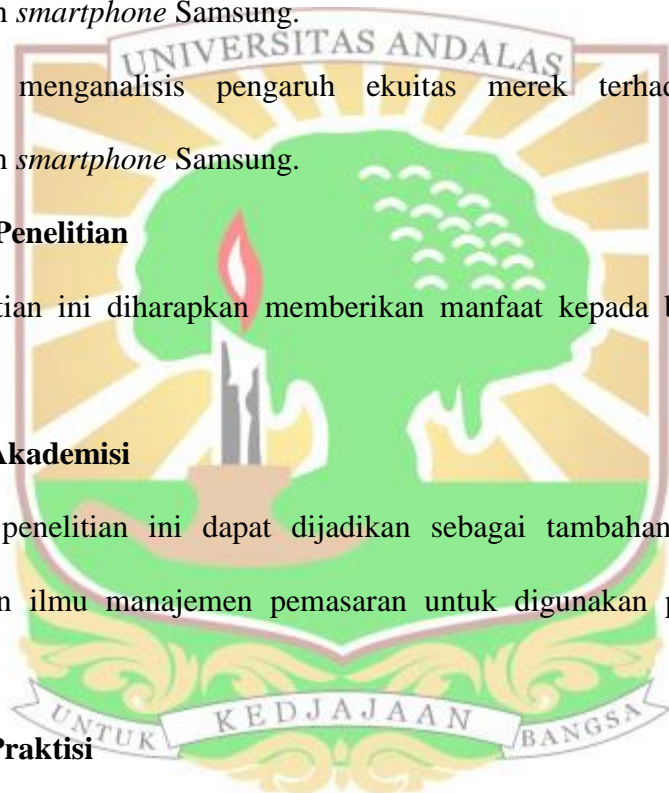 n smartphone Samsung.
UNIVERSITAS ANDALAS
menganalisis pengaruh ekuitas merek terhad
n smartphone Samsung.
Penelitian
tian ini diharapkan memberikan manfaat kepada b
Akademisi
penelitian ini dapat dijadikan sebagai tambahan
n ilmu manajemen pemasaran untuk digunakan p
UNTUK KEDJAJAAN BANGSA
Praktisi